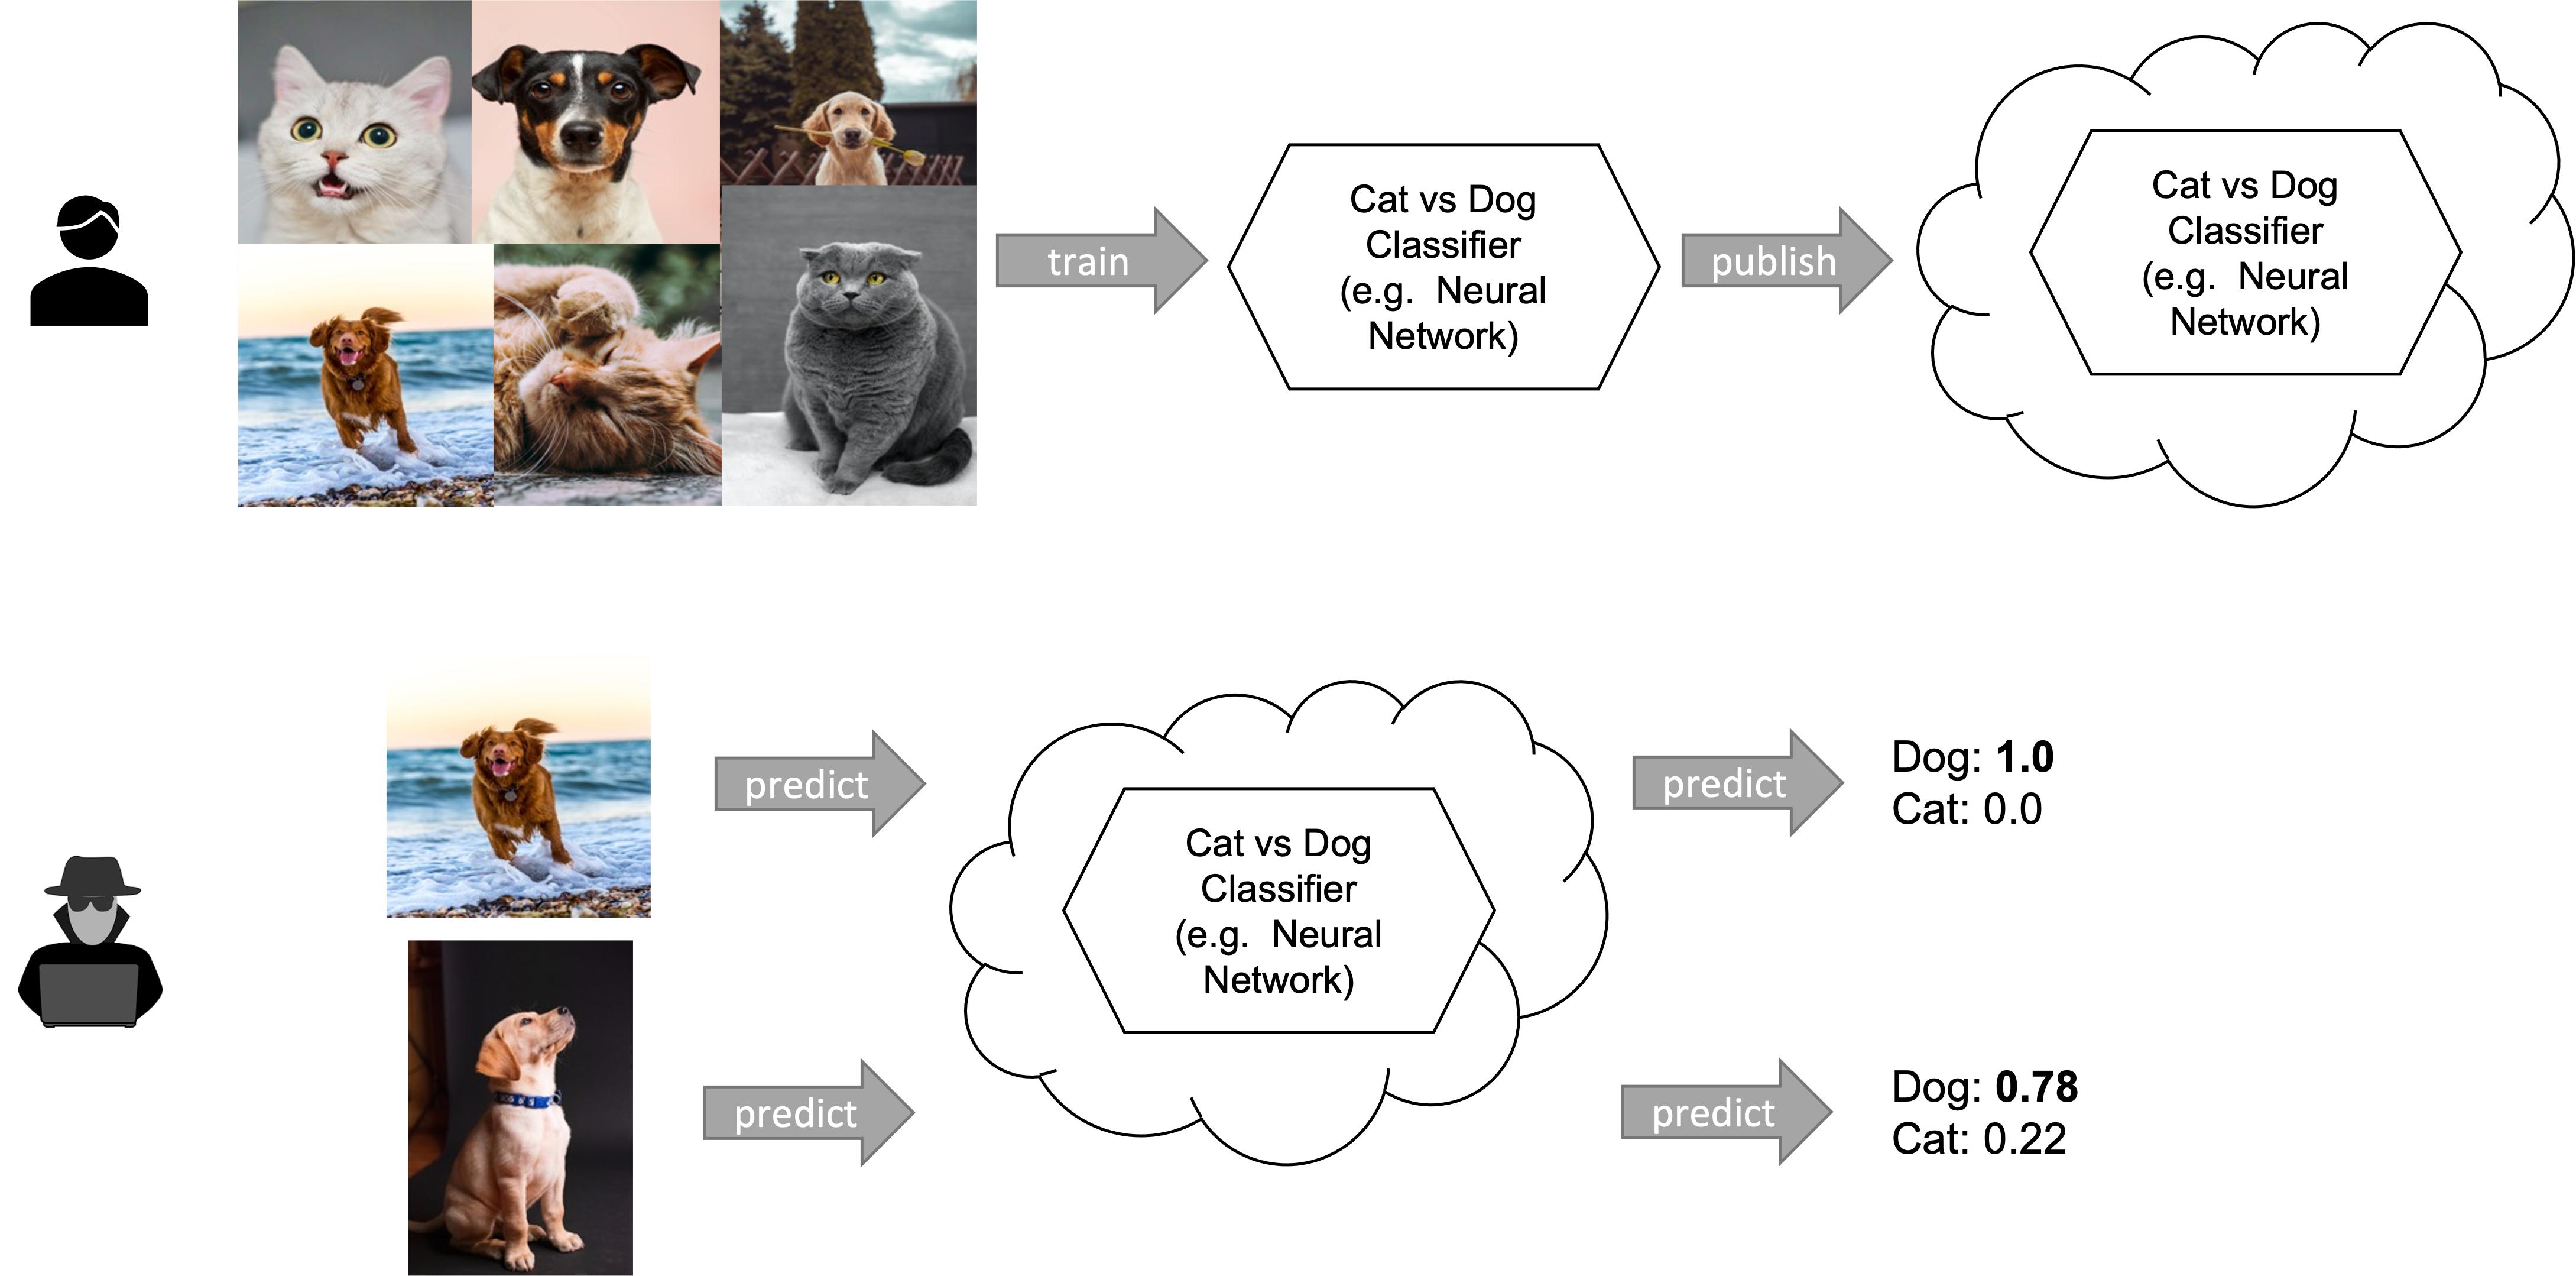 train
Cat vs Dog
Classifier
(e.g. Neural
Network)
publish
Cat vs Dog
Classifier
(e.g. Neural
Network)
predict
Cat vs Dog
Classifier
(e.g. Neural
Network)
predict
Dog: 1.0
Cat: 0.0
predict
predict
Dog: 0.78
Cat: 0.22